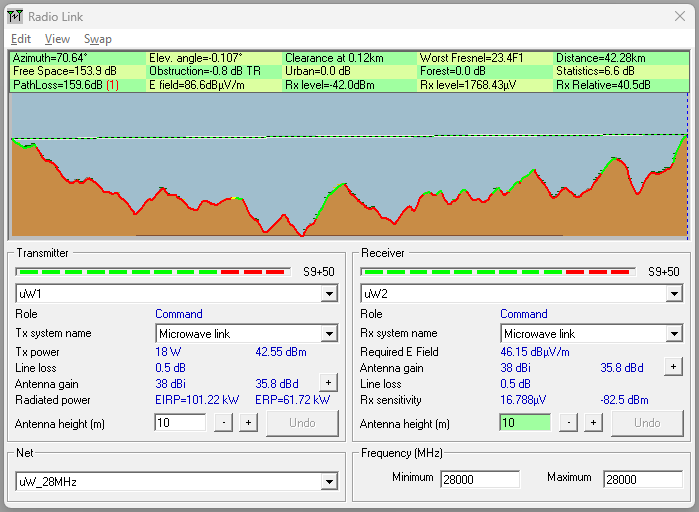 Radio Link
Edit View Swap
Azimuth=70.64° Elev. angle=-0.107° Clearance at 0.12km Worst Fresnel=23.4F1 Distance=42.28km
Free Space=153.9 dB Obstruction=-0.8 dB TR Urban=0.0 dB Forest=0.0 dB Statistics=6.6 dB
PathLoss=159.6dB (1) E field=86.6dBµV/m Rx level=-42.0dBm Rx level=1768.43µV Rx Relative=40.5dB
Transmitter
S9+50
uW1
Role Command
Tx system name Microwave link
Tx power 18 W 42.55 dBm
Line loss 0.5 dB
Antenna gain 38 dBi 35.8 dBd +
Radiated power EIRP=101.22 kW ERP=61.72 kW
Antenna height (m) 10 - + Undo
Net
uW_28MHz
Receiver
S9+50
uW2
Role Command
Rx system name Microwave link
Required E Field 46.15 dBµV/m
Antenna gain 38 dBi 35.8 dBd +
Line loss 0.5 dB
Rx sensitivity 16.788µV -82.5 dBm
Antenna height (m) 10 - + Undo
Frequency (MHz)
Minimum 28000 Maximum 28000